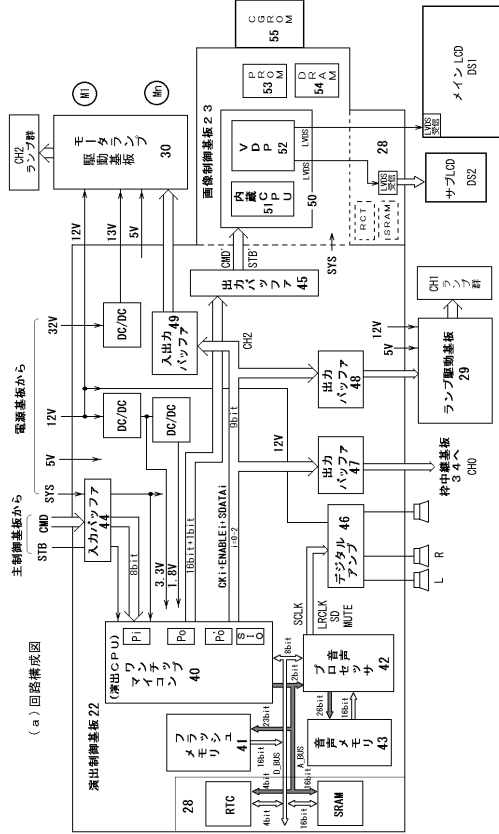 (a) 回路構成図
主制御基板から
STB
CMD
電源基板から
SYS
5V
12V
32V
演出制御基板22
(演出CPU)
ワンチップ
マイコン
40
Pi
Po
Po'
SIO
入力バッファ
44
8bit
3.3V
1.8V
DC/DC
DC/DC
DC/DC
12V
13V
5V
モータランプ
駆動基板
30
CH2
ランプ群
M1
Mn
入出力
バッファ
49
16bit+1bit
CKi+ENABLEi+SDATAi
i=0-2
9bit
CH2
出力バッファ
45
CMD'
STB'
SYS
画像制御基板23
内蔵CPU
51
VDP
52
50
LVDS
LVDS
PROM
53
DRAM
54
CGROM
55
28
RCT
ISRAM
LVDS
受信
LVDS
受信
メインLCD
DS1
サブLCD
DS2
フラッシュ
メモリ
41
23bit
16bit
D_BUS
A_BUS
8bit
2bit
28
RTC
4bit
4bit
SRAM
16bit
16bit
音声
プロセッサ
42
26bit
16bit
音声メモリ
43
SCLK
LRCLK
SD
MUTE
12V
デジタル
アンプ
46
L
R
出力
バッファ
47
枠中継基板
34へ
CH0
出力
バッファ
48
5V
12V
ランプ駆動基板
29
CH1
ランプ群